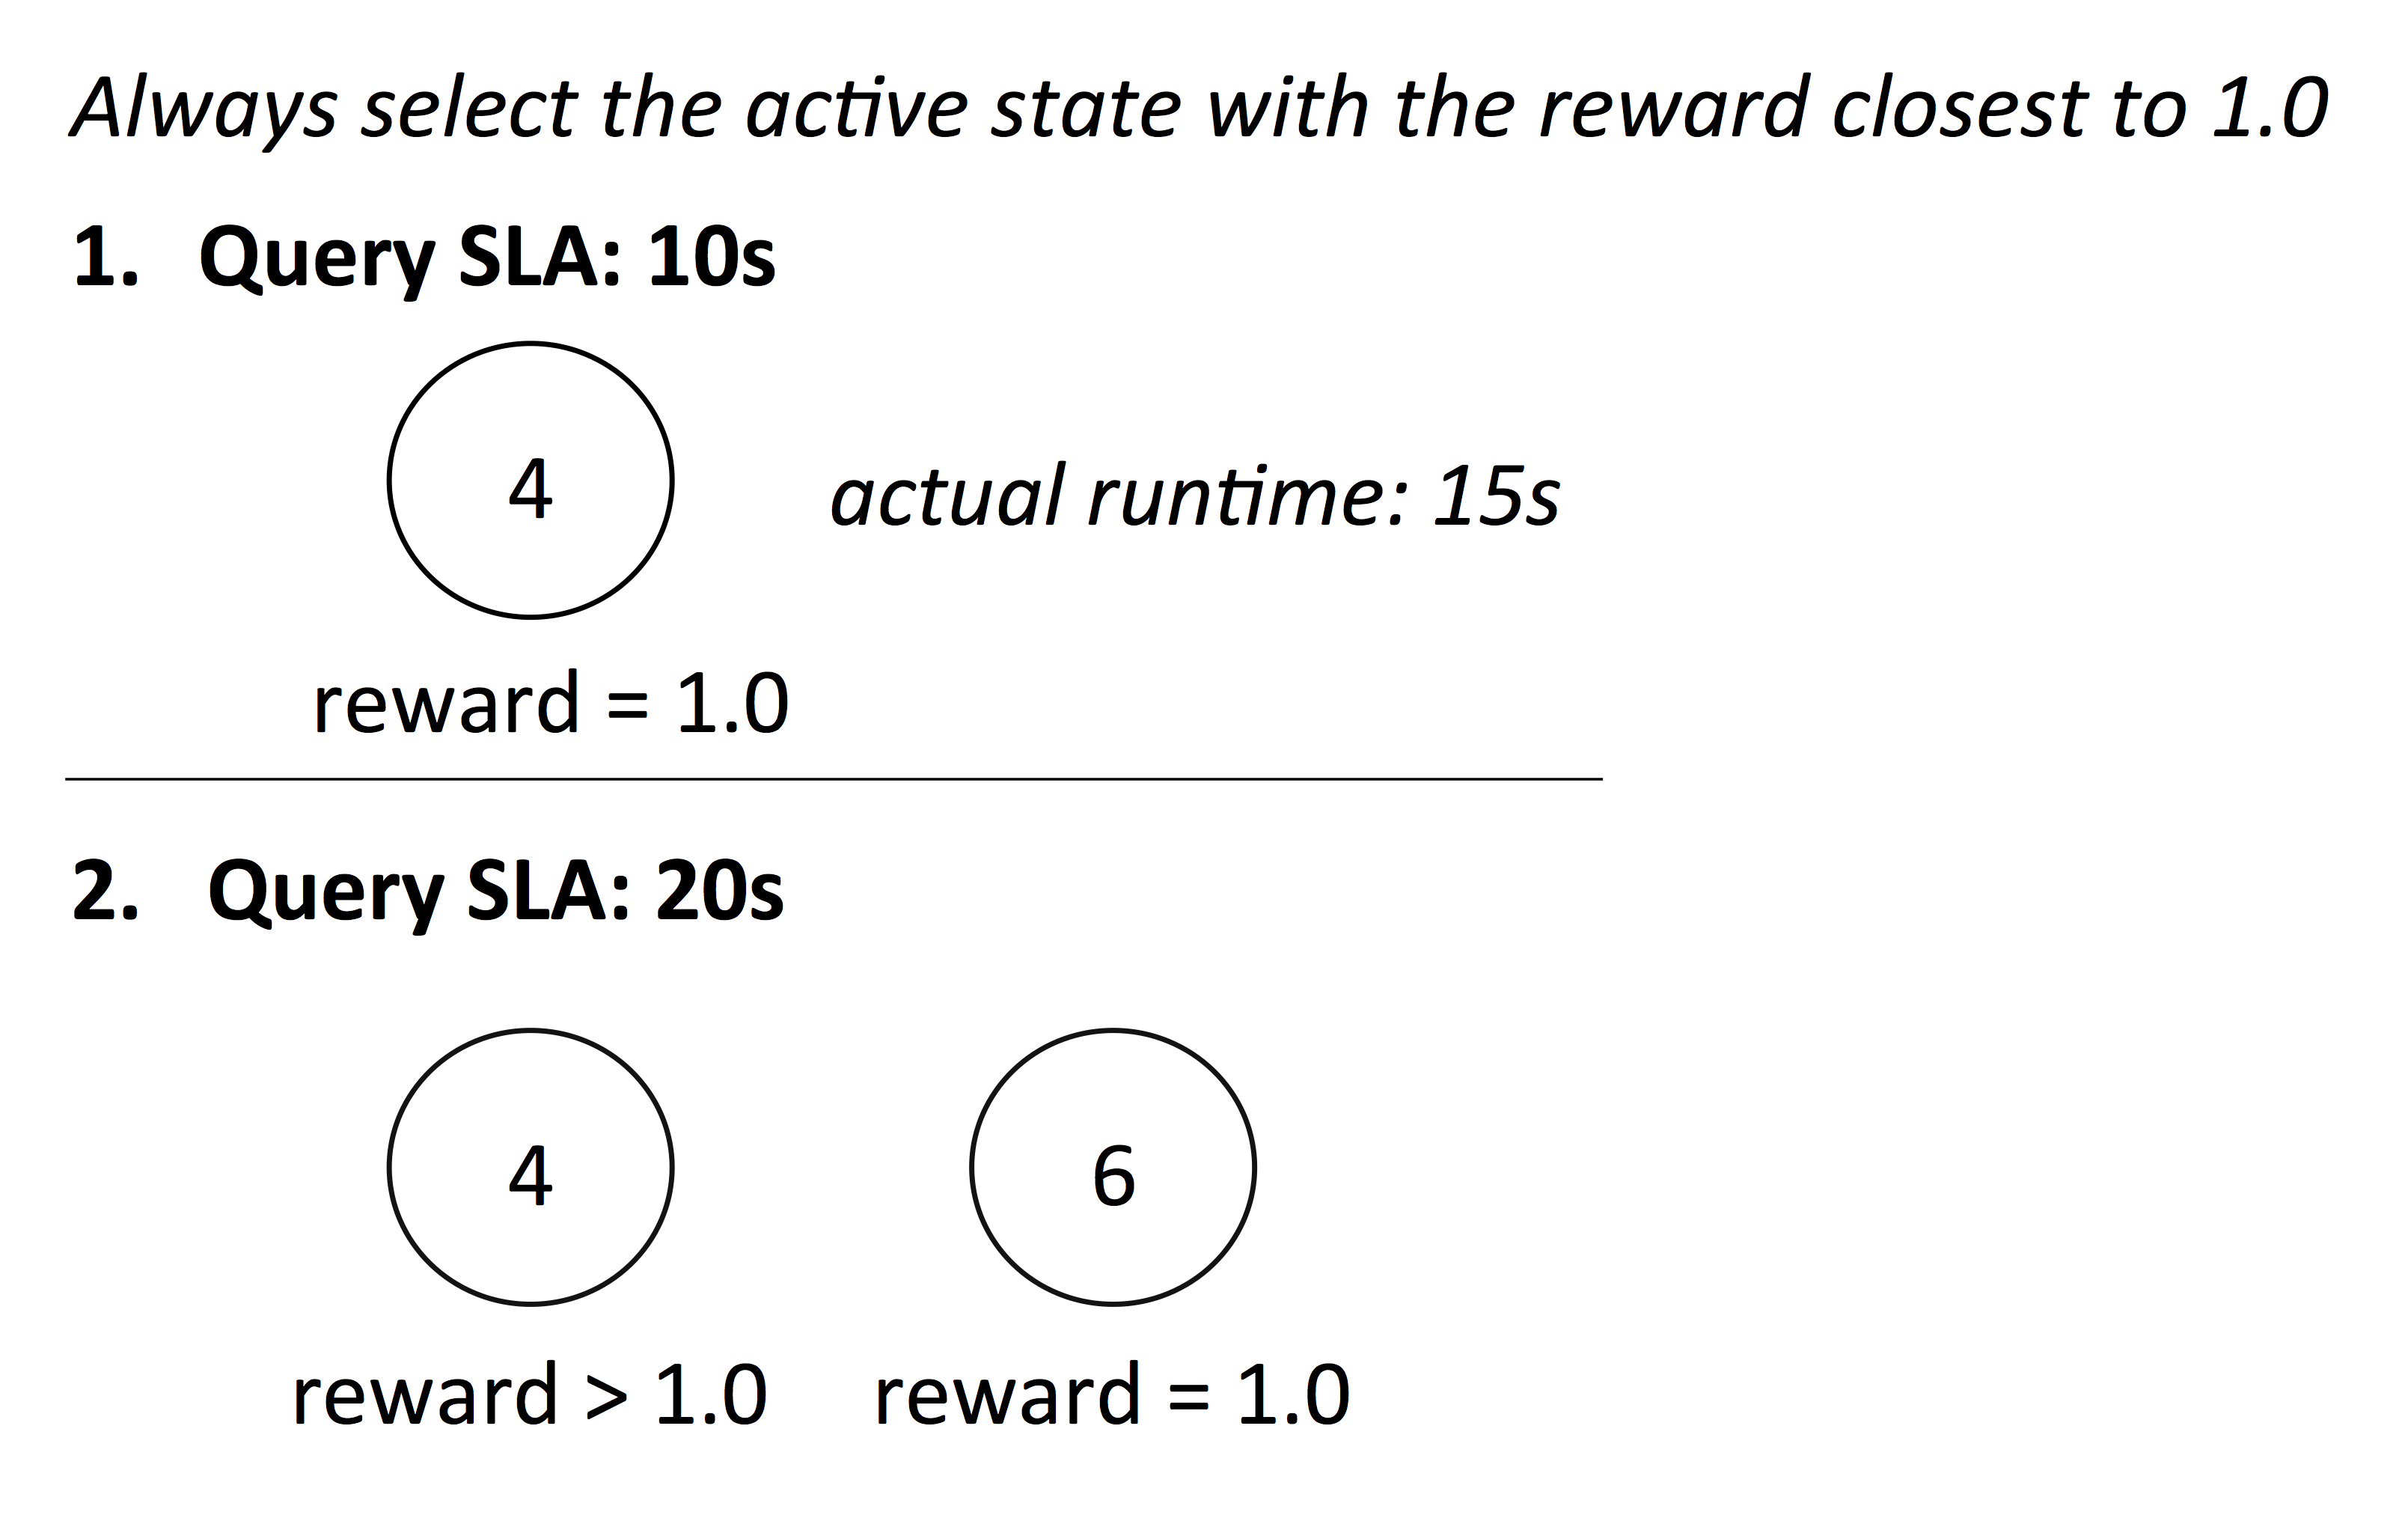 Always select the active state with the reward closest to 1.0
1. Query SLA: 10s
4
actual runtime: 15s
reward = 1.0
2. Query SLA: 20s
4 6
reward > 1.0 reward = 1.0